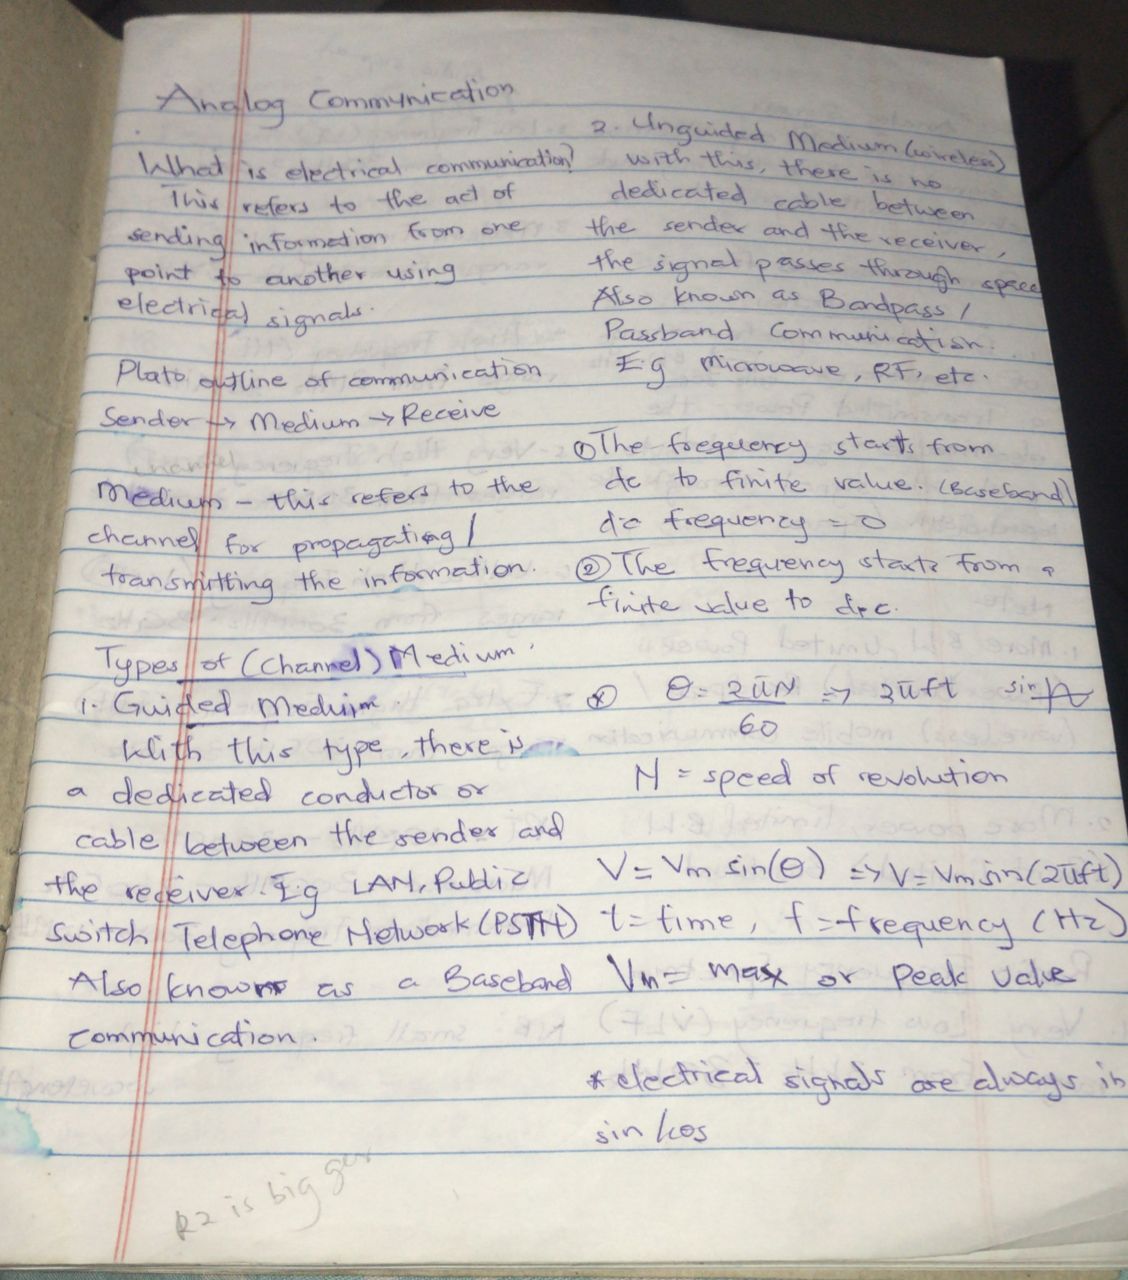 Analog Communication
What is electrical communication?
This refers to the act of
sending information from one
point to another using
electrical signals.
Plato outline of communication
Sender → Medium → Receive
Medium - this refers to the
channel for propagating /
transmitting the information.
Types of (Channel) Medium.
1. Guided Medium.
With this type, there is
a dedicated conductor or
cable between the sender and
the receiver E.g LAN, Public
Switch Telephone Network (PSTN)
Also known as a Baseband
communication.
2. Unguided Medium (wireless)
with this, there is no
dedicated cable between
the sender and the receiver,
the signal passes through space
Also known as Bandpass /
Passband Communication.
E.g microwave, RF, etc.
① The frequency starts from
dc to finite value. (Baseband)
dc frequency = 0
② The frequency starts from a
finite value to d.c.
θ = 2πN/60 => 2πft sin
N = speed of revolution
V = Vm sin(θ) => V = Vm sin(2πft)
t = time, f = frequency (Hz)
Vm = max or peak value
* electrical signals are always in
sin/cos
R2 is bigger